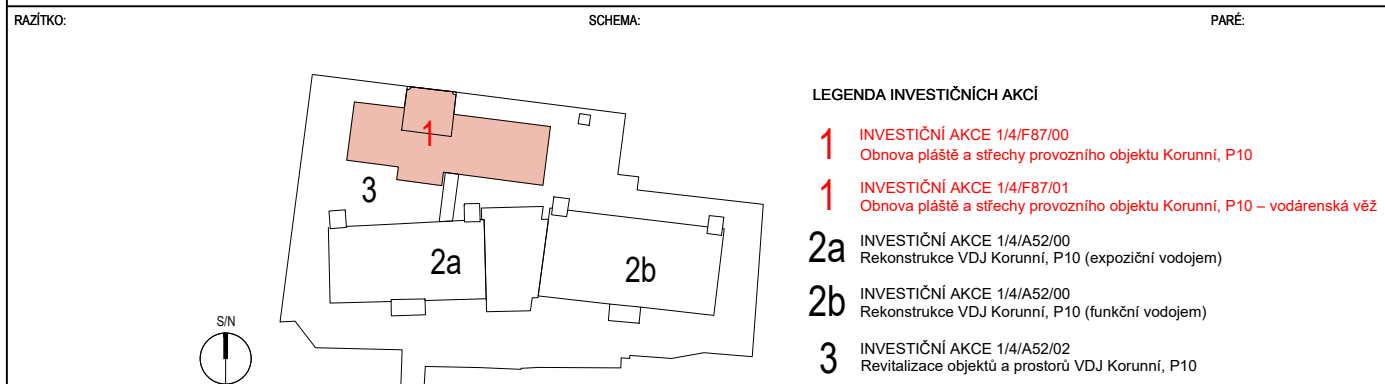 RAZÍTKO:
SCHEMA:
PARÉ:
1
3
2a
2b
S/N
LEGENDA INVESTIČNÍCH AKCÍ
1 INVESTIČNÍ AKCE 1/4/F87/00
Obnova pláště a střechy provozního objektu Korunní, P10
1 INVESTIČNÍ AKCE 1/4/F87/01
Obnova pláště a střechy provozního objektu Korunní, P10 – vodárenská věž
2a INVESTIČNÍ AKCE 1/4/A52/00
Rekonstrukce VDJ Korunní, P10 (expoziční vodojem)
2b INVESTIČNÍ AKCE 1/4/A52/00
Rekonstrukce VDJ Korunní, P10 (funkční vodojem)
3 INVESTIČNÍ AKCE 1/4/A52/02
Revitalizace objektů a prostorů VDJ Korunní, P10